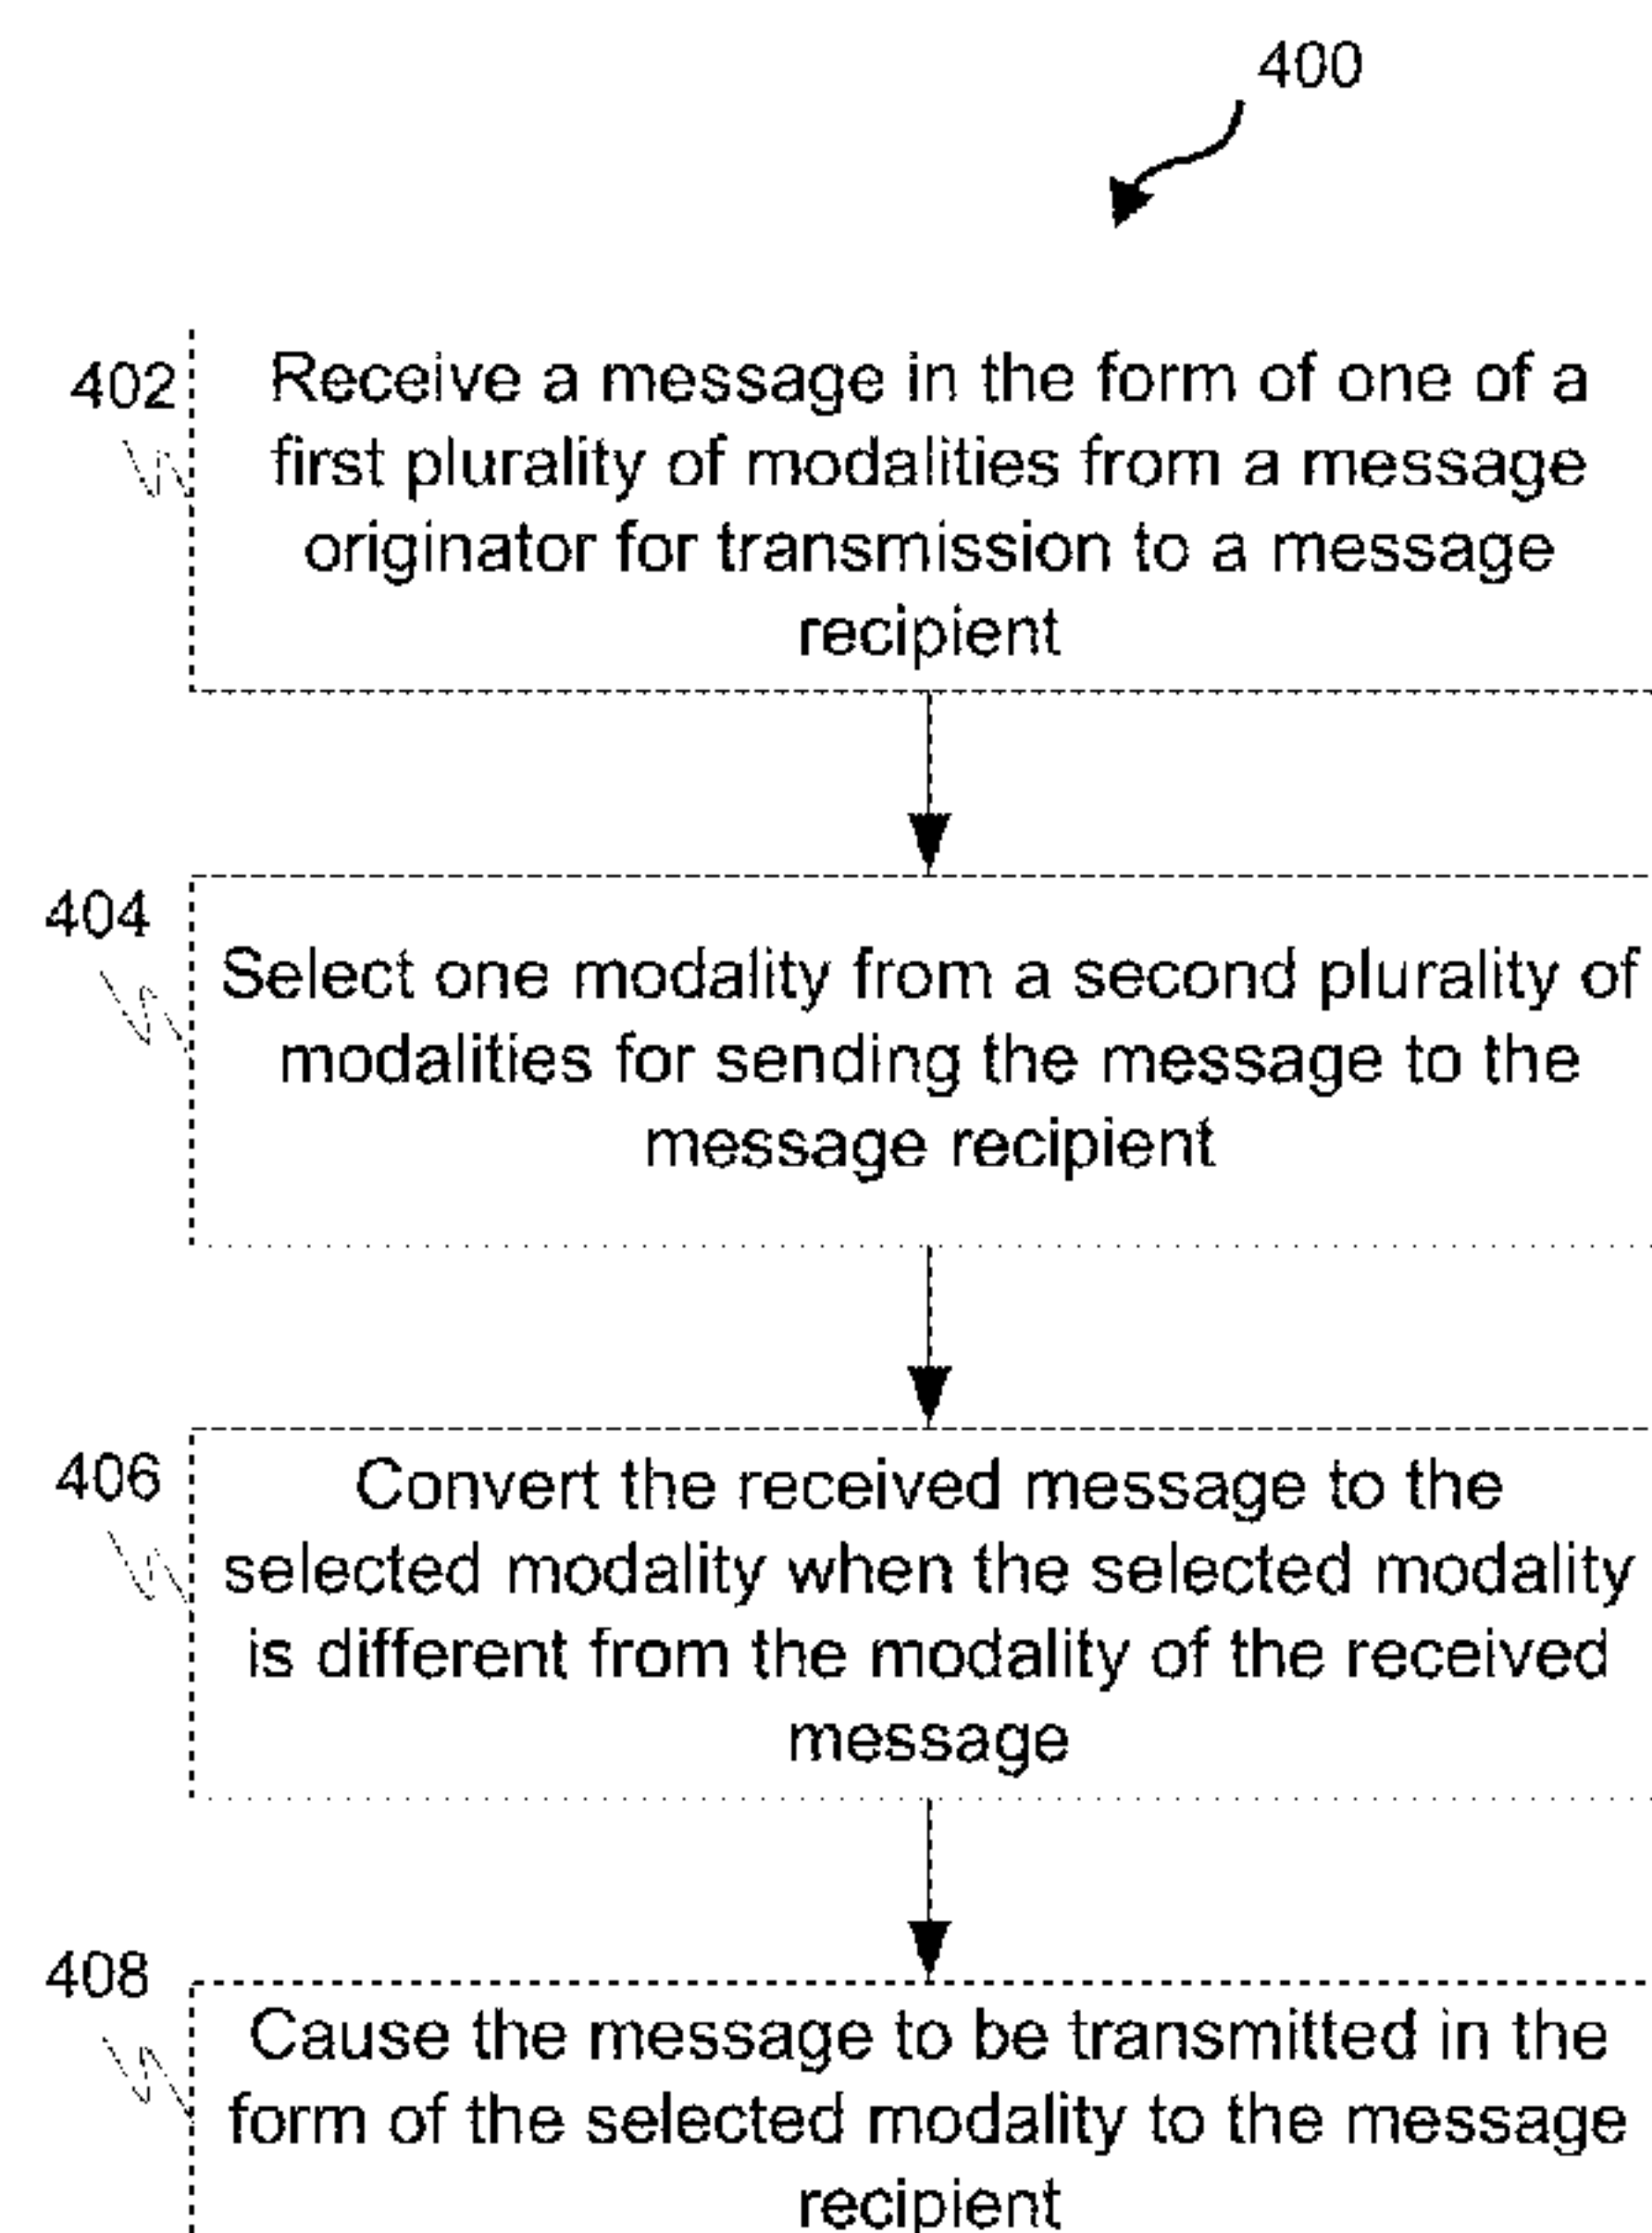 400
402
Receive a message in the form of one of a
first plurality of modalities from a message
originator for transmission to a message
recipient
404
Select one modality from a second plurality of
modalities for sending the message to the
message recipient
406
Convert the received message to the
selected modality when the selected modality
is different from the modality of the received
message
408
Cause the message to be transmitted in the
form of the selected modality to the message
recipient